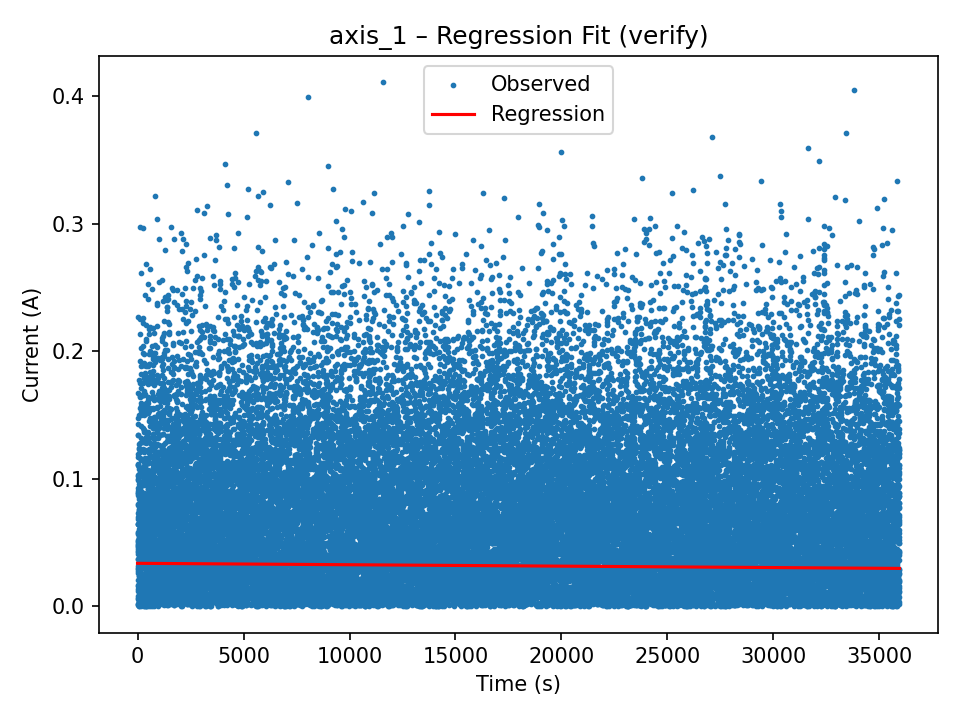 axis_1 – Regression Fit (verify)
Observed
Regression
Current (A)
0.4
0.3
0.2
0.1
0.0
0 5000 10000 15000 20000 25000 30000 35000
Time (s)